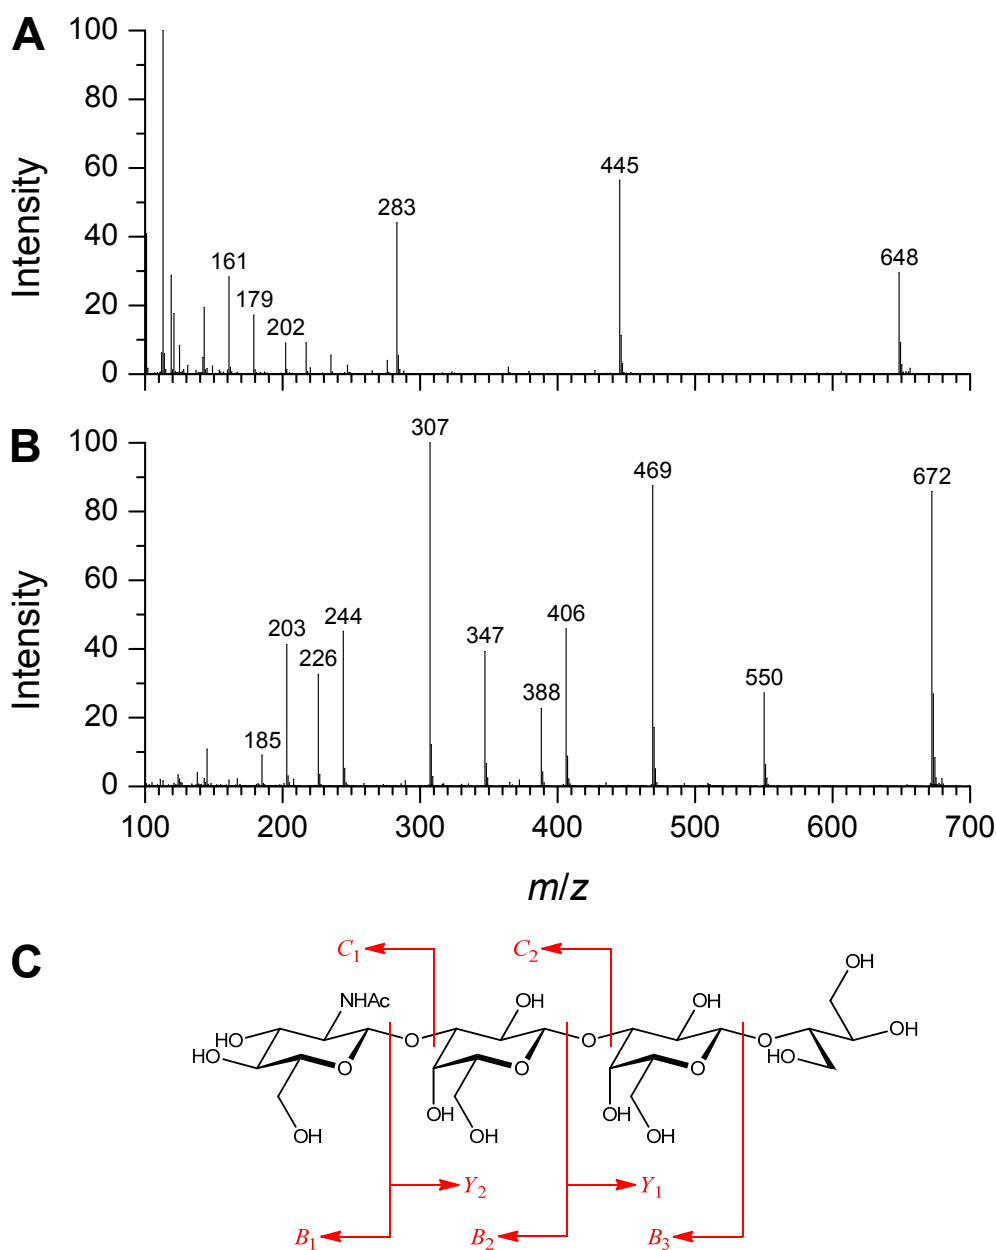 A
Intensity
100
80
60
40
20
0
161
179
202
283
445
648
B
Intensity
100
80
60
40
20
0
185
203
226
244
307
347
388
406
469
550
672
100 200 300 400 500 600 700
m/z
C
C1 C2
OH
NHAc OH OH
HO O O O OH
HO O O O HO
OH OH
OH OH OH
Y2 Y1
B1 B2 B3